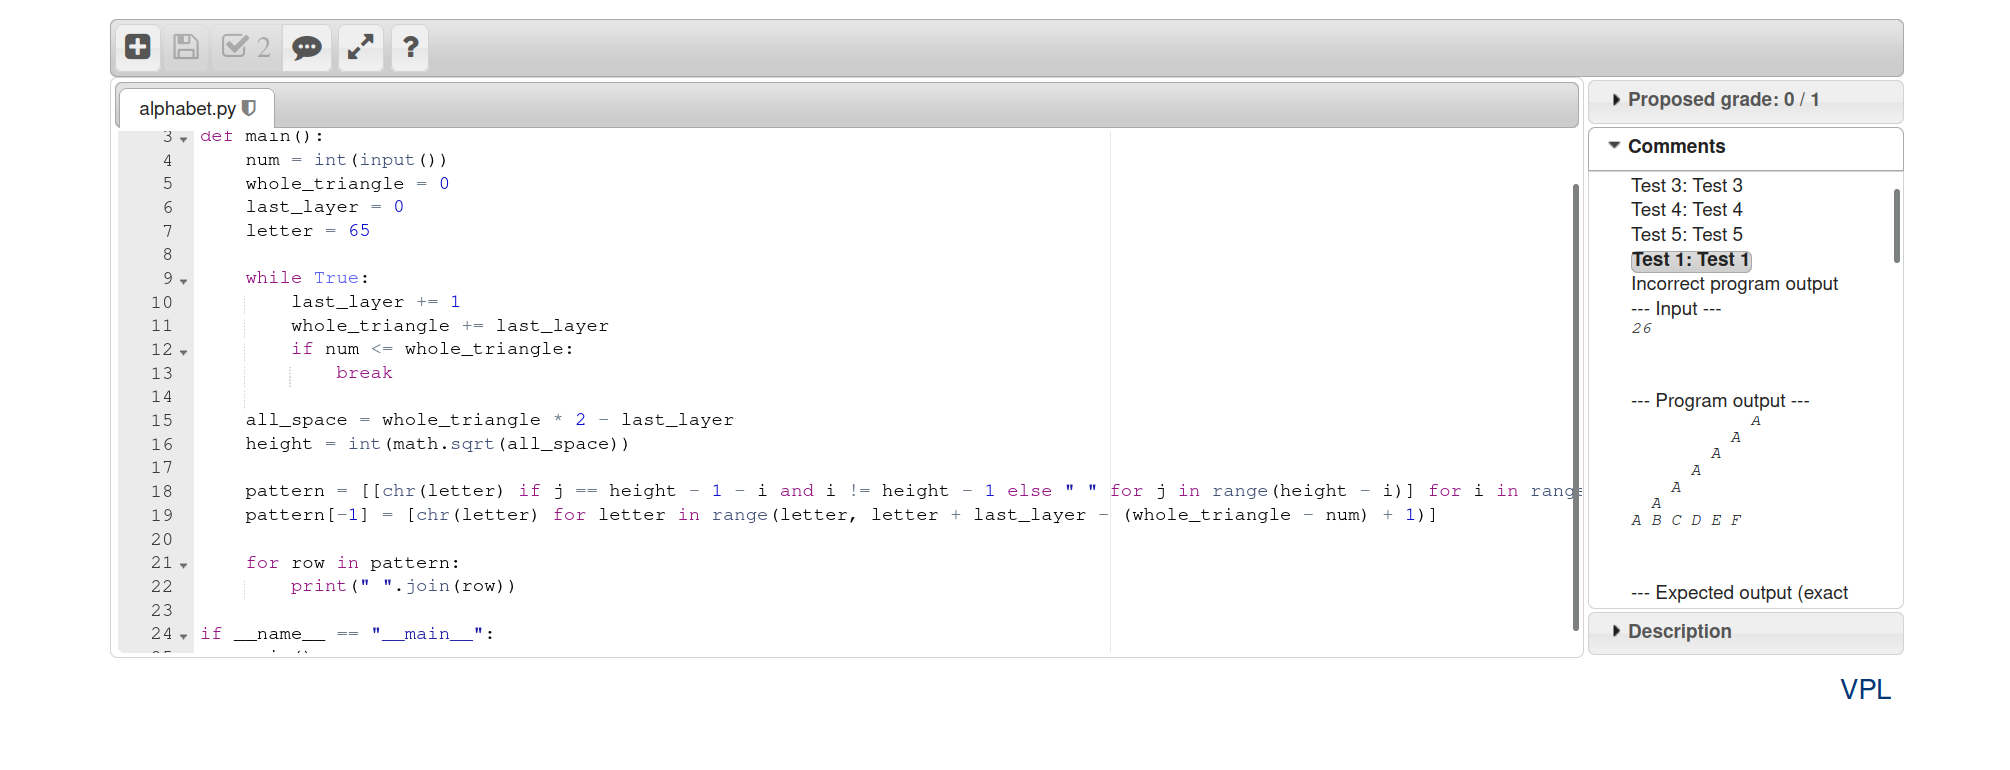 2
?
alphabet.py
3 def main():
4 num = int(input())
5 whole_triangle = 0
6 last_layer = 0
7 letter = 65
8
9 while True:
10 last_layer += 1
11 whole_triangle += last_layer
12 if num <= whole_triangle:
13 break
14
15 all_space = whole_triangle * 2 - last_layer
16 height = int(math.sqrt(all_space))
17
18 pattern = [[chr(letter) if j == height - 1 - i and i != height - 1 else " " for j in range(height - i)] for i in range
19 pattern[-1] = [chr(letter) for letter in range(letter, letter + last_layer - (whole_triangle - num) + 1)]
20
21 for row in pattern:
22 print(" ".join(row))
23
24 if __name__ == "__main__":
Proposed grade: 0 / 1
Comments
Test 3: Test 3
Test 4: Test 4
Test 5: Test 5
Test 1: Test 1
Incorrect program output
--- Input ---
26
--- Program output ---
A
A
A
A
A
A
A B C D E F
--- Expected output (exact
Description
VPL